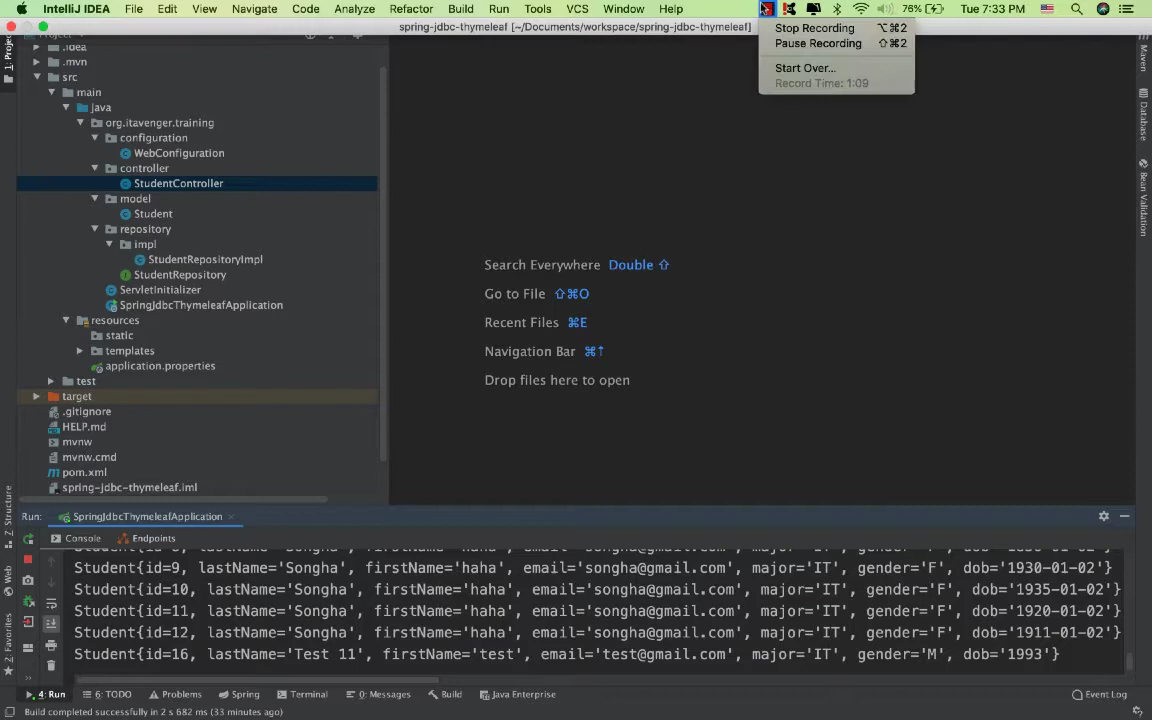 IntelliJ IDEA File Edit View Navigate Code Analyze Refactor Build Run Tools VCS Window Help 76% Tue 7:33 PM
spring-jdbc-thymeleaf [~/Documents/workspace/spring-jdbc-thymeleaf]
Stop Recording ⌥⌘2
Pause Recording ⇧⌘2
Start Over...
Record Time: 1:09
1: Project
.idea
.mvn
src
main
java
org.itavenger.training
configuration
WebConfiguration
controller
StudentController
model
Student
repository
impl
StudentRepositoryImpl
StudentRepository
ServletInitializer
SpringJdbcThymeleafApplication
resources
static
templates
application.properties
test
target
.gitignore
HELP.md
mvnw
mvnw.cmd
pom.xml
spring-jdbc-thymeleaf.iml
Search Everywhere Double ⇧
Go to File ⇧⌘O
Recent Files ⌘E
Navigation Bar ⌘↑
Drop files here to open
Maven
Database
Bean Validation
Z: Structure
Web
2: Favorites
Run: SpringJdbcThymeleafApplication
Console Endpoints
Student{id=9, lastName='Songha', firstName='haha', email='songha@gmail.com', major='IT', gender='F', dob='1930-01-02'}
Student{id=10, lastName='Songha', firstName='haha', email='songha@gmail.com', major='IT', gender='F', dob='1935-01-02'}
Student{id=11, lastName='Songha', firstName='haha', email='songha@gmail.com', major='IT', gender='F', dob='1920-01-02'}
Student{id=12, lastName='Songha', firstName='haha', email='songha@gmail.com', major='IT', gender='F', dob='1911-01-02'}
Student{id=16, lastName='Test 11', firstName='test', email='test@gmail.com', major='IT', gender='M', dob='1993'}
4: Run 6: TODO Problems Spring Terminal 0: Messages Build Java Enterprise Event Log
Build completed successfully in 2 s 682 ms (33 minutes ago)